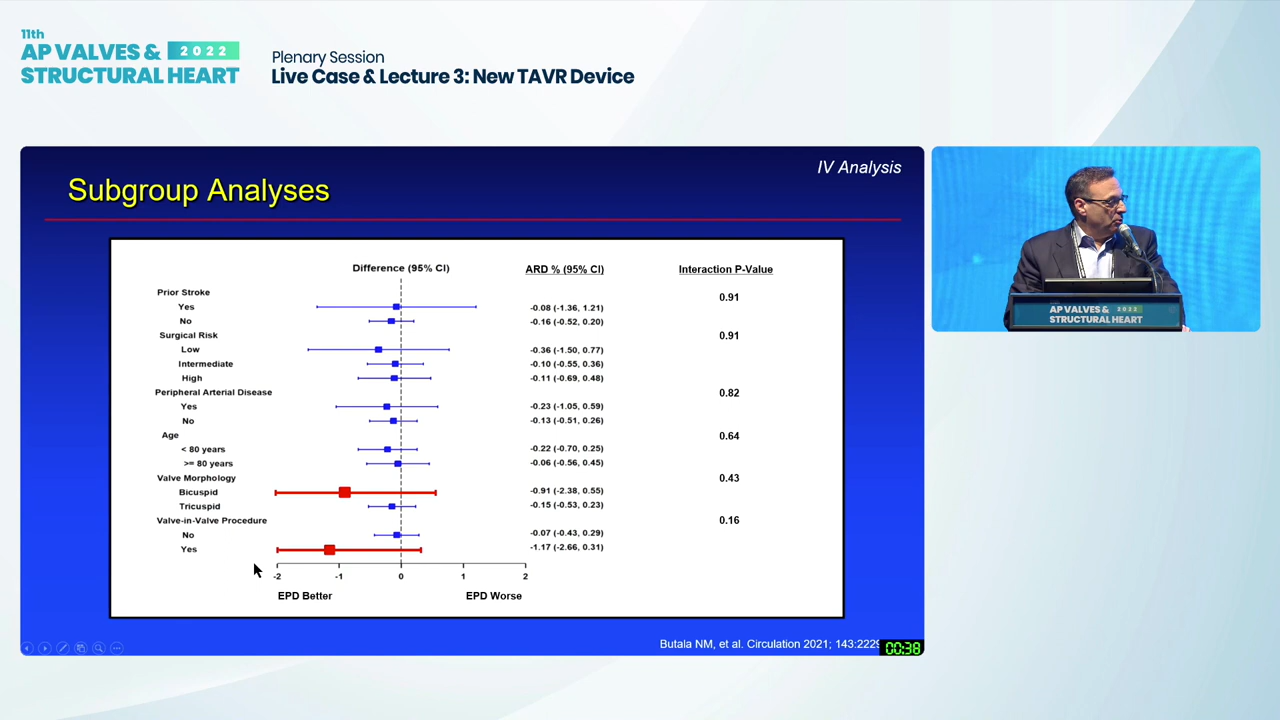 11th
AP VALVES & 2022
STRUCTURAL HEART
Plenary Session
Live Case & Lecture 3: New TAVR Device
IV Analysis
Subgroup Analyses
Difference (95% CI) ARD % (95% CI) Interaction P-Value
Prior Stroke 0.91
Yes -0.08 (-1.36, 1.21)
No -0.16 (-0.52, 0.20)
Surgical Risk 0.91
Low -0.36 (-1.50, 0.77)
Intermediate -0.10 (-0.55, 0.36)
High -0.11 (-0.69, 0.48)
Peripheral Arterial Disease 0.82
Yes -0.23 (-1.05, 0.59)
No -0.13 (-0.51, 0.26)
Age 0.64
< 80 years -0.22 (-0.70, 0.25)
>= 80 years -0.06 (-0.56, 0.45)
Valve Morphology 0.43
Bicuspid -0.91 (-2.38, 0.55)
Tricuspid -0.15 (-0.53, 0.23)
Valve-in-Valve Procedure 0.16
No -0.07 (-0.43, 0.29)
Yes -1.17 (-2.66, 0.31)
-2 -1 0 1 2
EPD Better EPD Worse
Butala NM, et al. Circulation 2021; 143:2229
00:38
AP VALVES & 2022
STRUCTURAL HEART